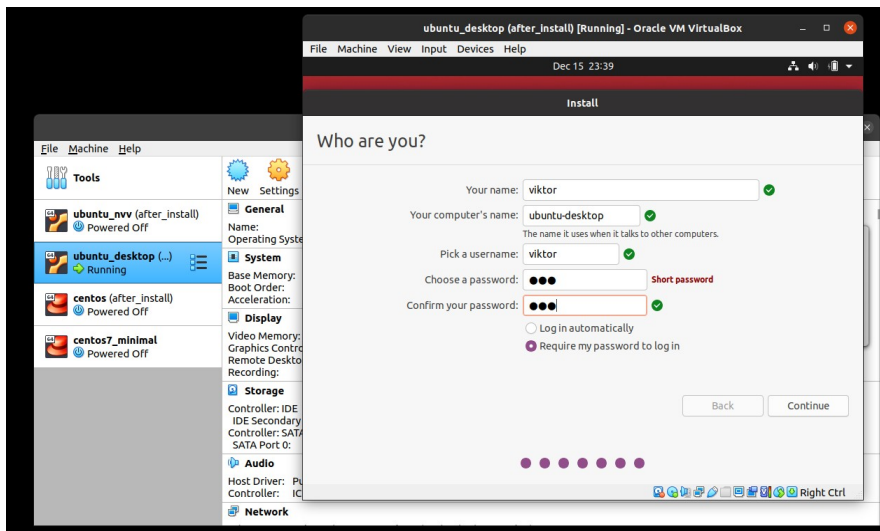 ubuntu_desktop (after_install) [Running] - Oracle VM VirtualBox
File Machine View Input Devices Help
Dec 15 23:39
Install
Who are you?
Your name: viktor
Your computer's name: ubuntu-desktop
The name it uses when it talks to other computers.
Pick a username: viktor
Choose a password: ●●● Short password
Confirm your password: ●●●
Log in automatically
Require my password to log in
Back Continue
Right Ctrl
File Machine Help
Tools
New Settings
ubuntu_nvv (after_install)
Powered Off
ubuntu_desktop (...)
Running
centos (after_install)
Powered Off
centos7_minimal
Powered Off
General
Name:
Operating Syste
System
Base Memory:
Boot Order:
Acceleration:
Display
Video Memory:
Graphics Contro
Remote Deskto
Recording:
Storage
Controller: IDE
IDE Secondary
Controller: SATA
SATA Port 0:
Audio
Host Driver: Pu
Controller: IC
Network